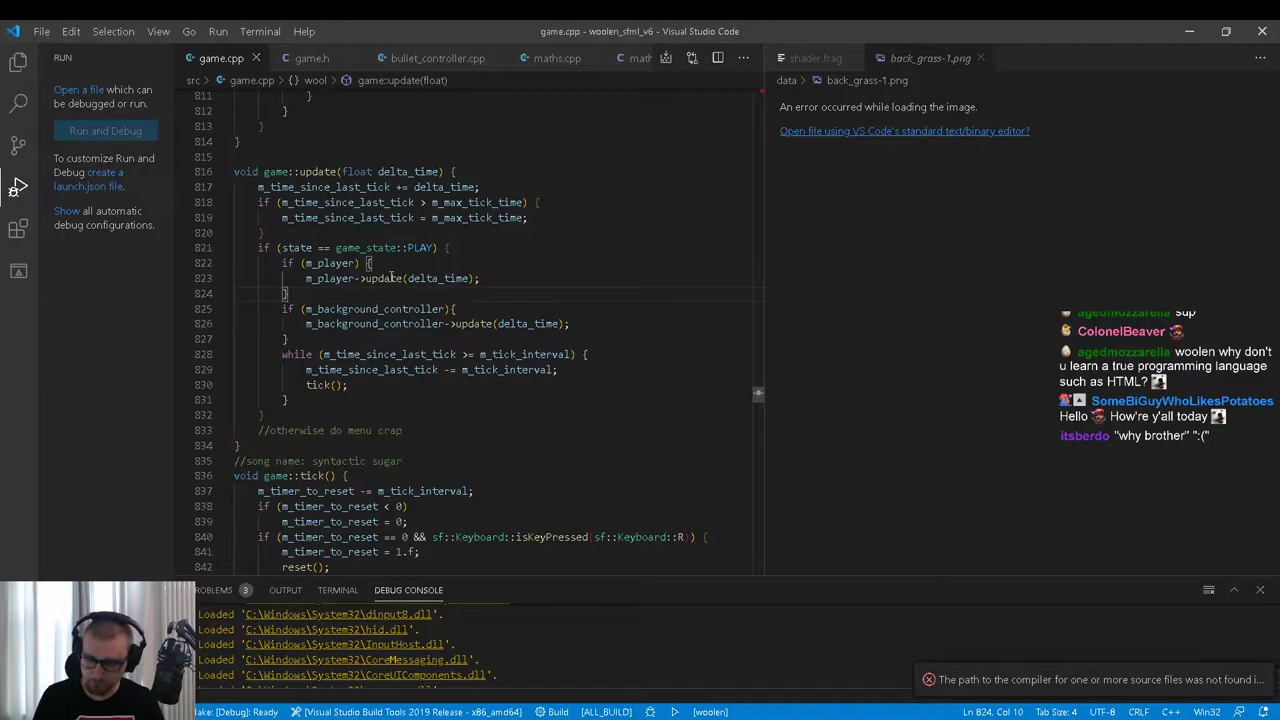 File Edit Selection View Go Run Terminal Help
game.cpp - woolen_sfml_v6 - Visual Studio Code
RUN
game.cpp
game.h
bullet_controller.cpp
maths.cpp
math
shader.frag
back_grass-1.png
src > game.cpp > {} wool > game::update(float)
data > back_grass-1.png
Open a file which can
be debugged or run.
Run and Debug
To customize Run and
Debug create a
launch.json file.
Show all automatic
debug configurations.
811 }
812 }
813 }
814 }
815
816 void game::update(float delta_time) {
817 m_time_since_last_tick += delta_time;
818 if (m_time_since_last_tick > m_max_tick_time) {
819 m_time_since_last_tick = m_max_tick_time;
820 }
821 if (state == game_state::PLAY) {
822 if (m_player) {
823 m_player->update(delta_time);
824 }
825 if (m_background_controller){
826 m_background_controller->update(delta_time);
827 }
828 while (m_time_since_last_tick >= m_tick_interval) {
829 m_time_since_last_tick -= m_tick_interval;
830 tick();
831 }
832 }
833 //otherwise do menu crap
834 }
835 //song name: syntactic sugar
836 void game::tick() {
837 m_timer_to_reset -= m_tick_interval;
838 if (m_timer_to_reset < 0)
839 m_timer_to_reset = 0;
840 if (m_timer_to_reset == 0 && sf::Keyboard::isKeyPressed(sf::Keyboard::R)) {
841 m_timer_to_reset = 1.f;
842 reset();
An error occurred while loading the image.
Open file using VS Code's standard text/binary editor?
agedmozzarella sup
ColonelBeaver
agedmozzarella woolen why don't
u learn a true programming language
such as HTML?
SomeBiGuyWhoLikesPotatoes
Hello How're y'all today
itsberdo "why brother" ":("
ROBLEMS 3 OUTPUT TERMINAL DEBUG CONSOLE
Loaded 'C:\Windows\System32\dinput8.dll'.
Loaded 'C:\Windows\System32\hid.dll'.
Loaded 'C:\Windows\System32\InputHost.dll'.
Loaded 'C:\Windows\System32\CoreMessaging.dll'.
Loaded 'C:\Windows\System32\CoreUIComponents.dll'.
The path to the compiler for one or more source files was not found i...
ake: [Debug]: Ready [Visual Studio Build Tools 2019 Release - x86_amd64] Build [ALL_BUILD] [woolen] Ln 824, Col 10 Tab Size: 4 UTF-8 CRLF C++ Win32